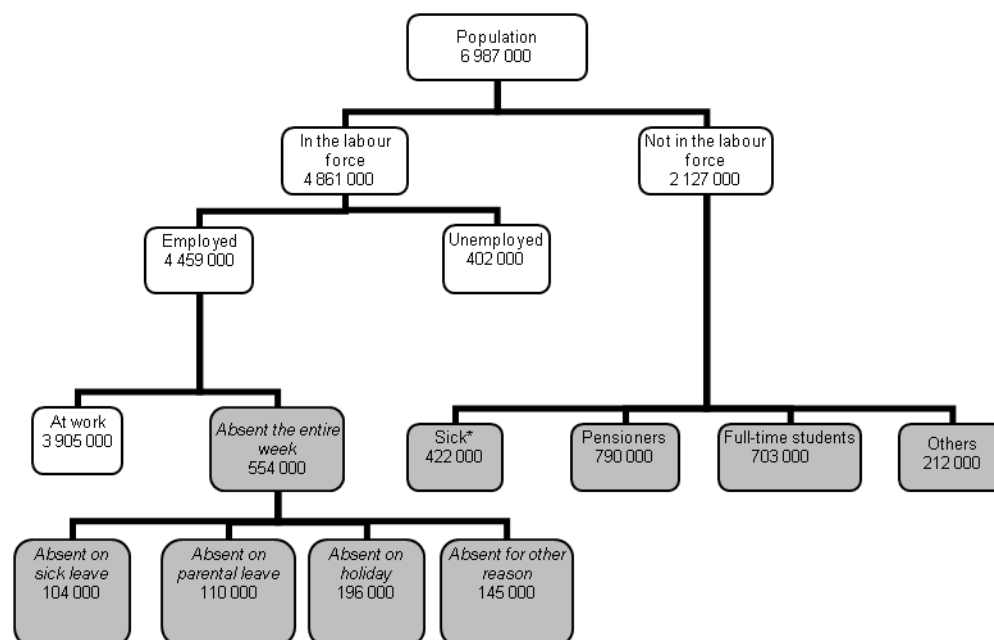 Population
6 987 000
In the labour
force
4 861 000
Not in the labour
force
2 127 000
Employed
4 459 000
Unemployed
402 000
At work
3 905 000
Absent the entire
week
554 000
Sick*
422 000
Pensioners
790 000
Full-time students
703 000
Others
212 000
Absent on
sick leave
104 000
Absent on
parental leave
110 000
Absent on
holiday
196 000
Absent for other
reason
145 000